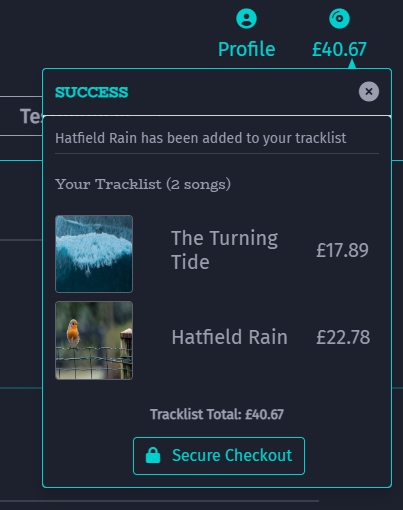 Profile
£40.67
SUCCESS
Te
Hatfield Rain has been added to your tracklist
Your Tracklist (2 songs)
The Turning
Tide
£17.89
Hatfield Rain
£22.78
Tracklist Total: £40.67
Secure Checkout